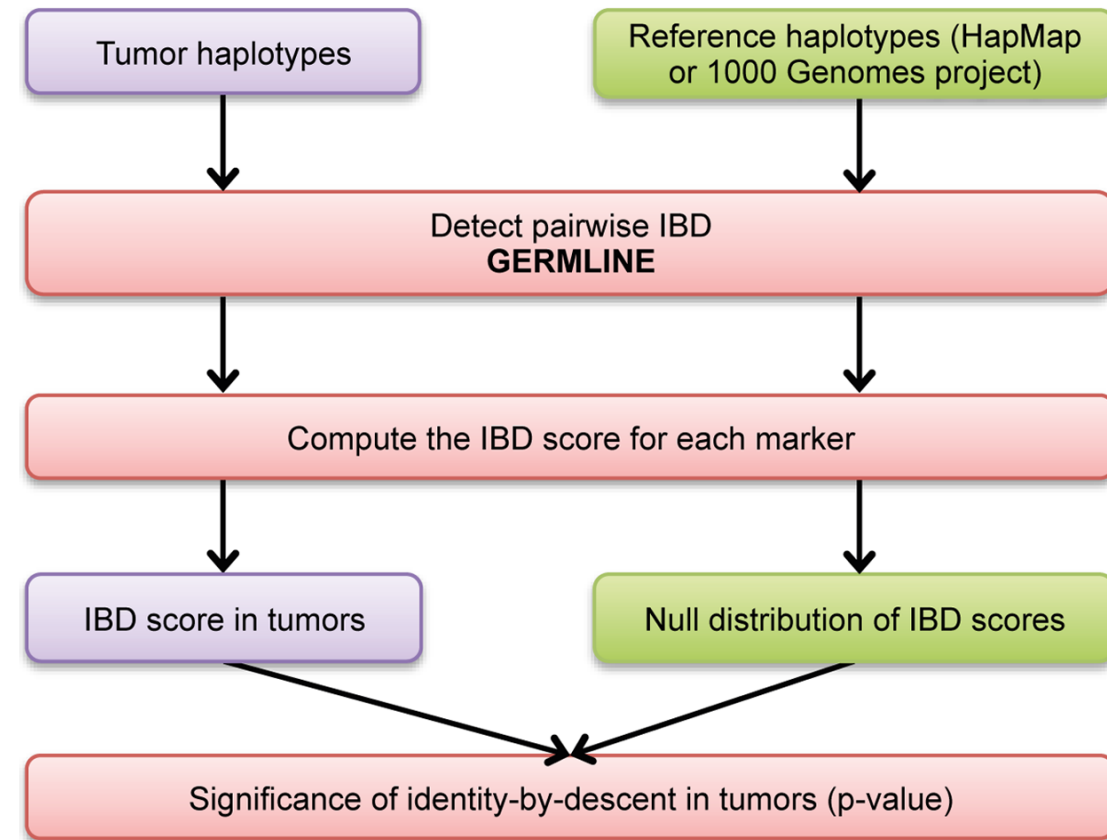 Tumor haplotypes
Reference haplotypes (HapMap
or 1000 Genomes project)
Detect pairwise IBD
GERMLINE
Compute the IBD score for each marker
IBD score in tumors
Null distribution of IBD scores
Significance of identity-by-descent in tumors (p-value)